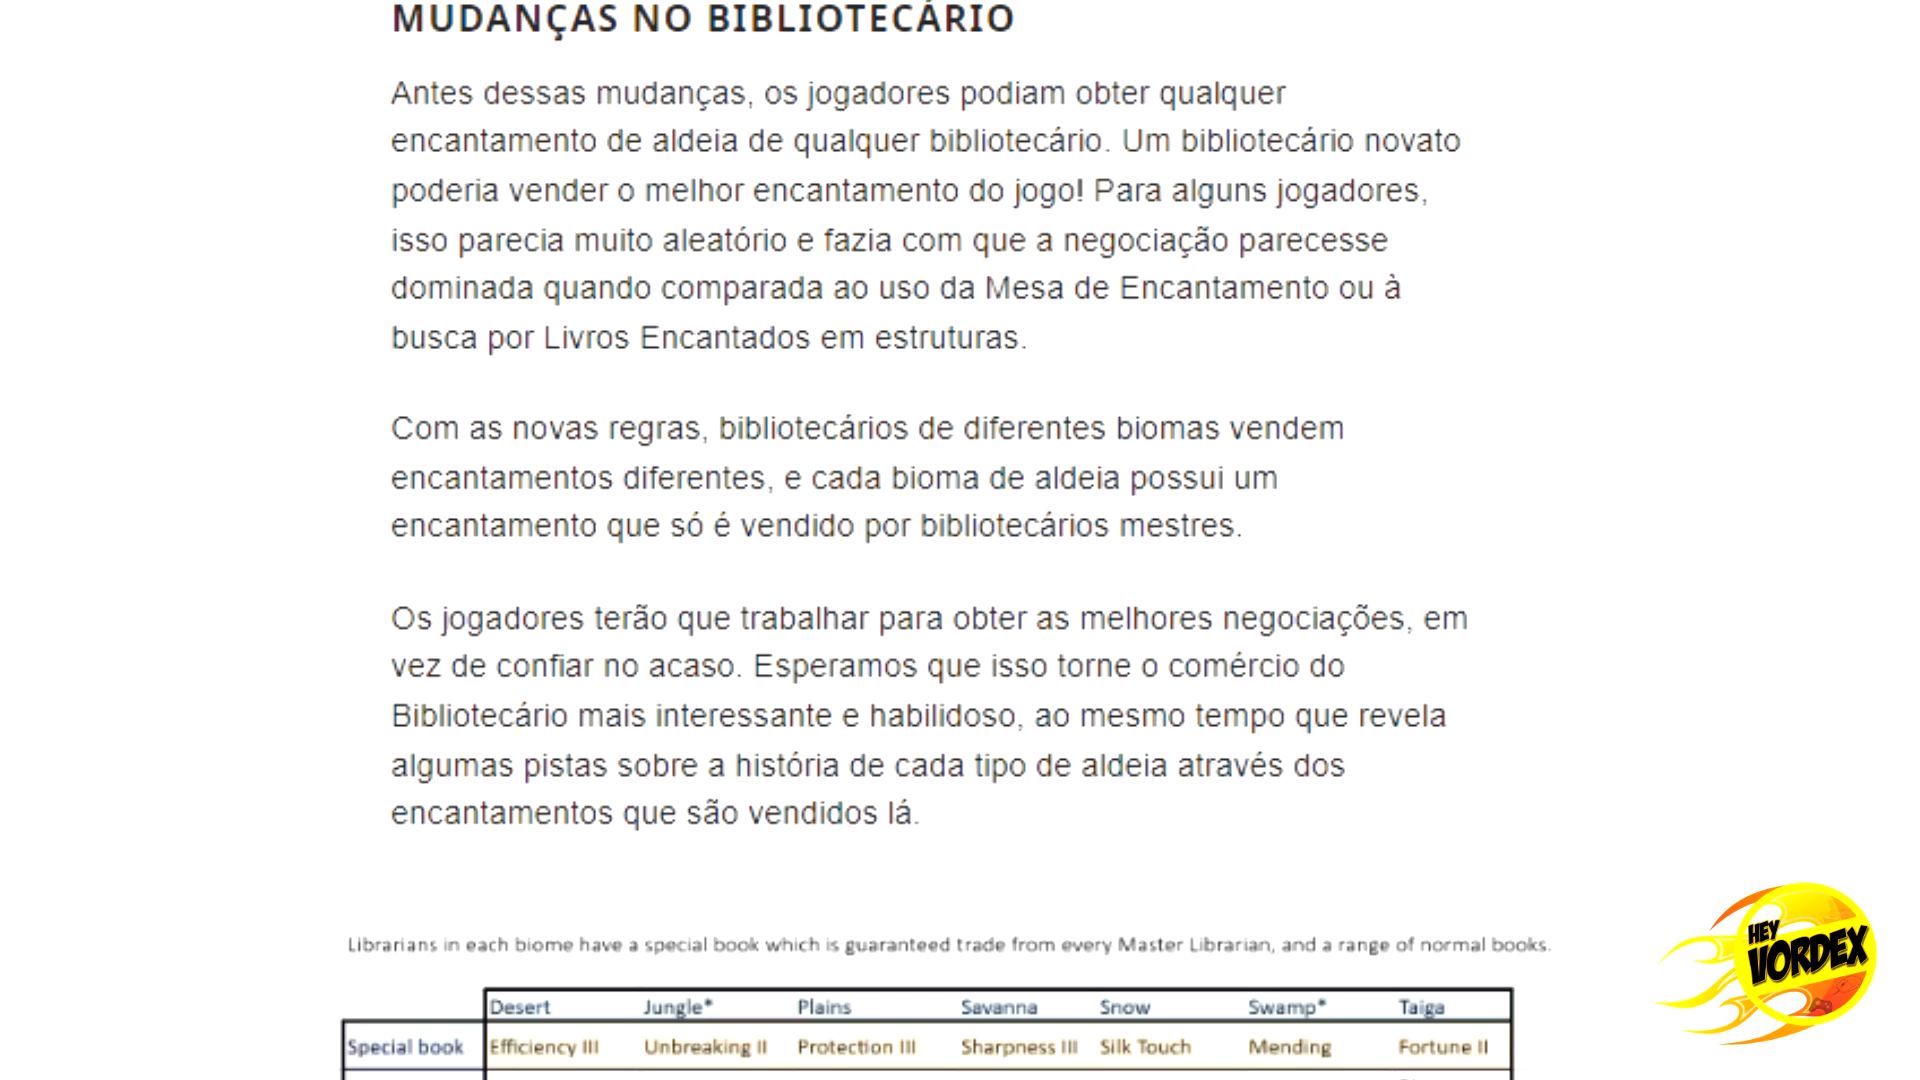 MUDANÇAS NO BIBLIOTECÁRIO
Antes dessas mudanças, os jogadores podiam obter qualquer
encantamento de aldeia de qualquer bibliotecário. Um bibliotecário novato
poderia vender o melhor encantamento do jogo! Para alguns jogadores,
isso parecia muito aleatório e fazia com que a negociação parecesse
dominada quando comparada ao uso da Mesa de Encantamento ou à
busca por Livros Encantados em estruturas.
Com as novas regras, bibliotecários de diferentes biomas vendem
encantamentos diferentes, e cada bioma de aldeia possui um
encantamento que só é vendido por bibliotecários mestres.
Os jogadores terão que trabalhar para obter as melhores negociações, em
vez de confiar no acaso. Esperamos que isso torne o comércio do
Bibliotecário mais interessante e habilidoso, ao mesmo tempo que revela
algumas pistas sobre a história de cada tipo de aldeia através dos
encantamentos que são vendidos lá.
Librarians in each biome have a special book which is guaranteed trade from every Master Librarian, and a range of normal books.
Desert Jungle* Plains Savanna Snow Swamp* Taiga
Special book Efficiency III Unbreaking II Protection III Sharpness III Silk Touch Mending Fortune II
HEY
VORDEX